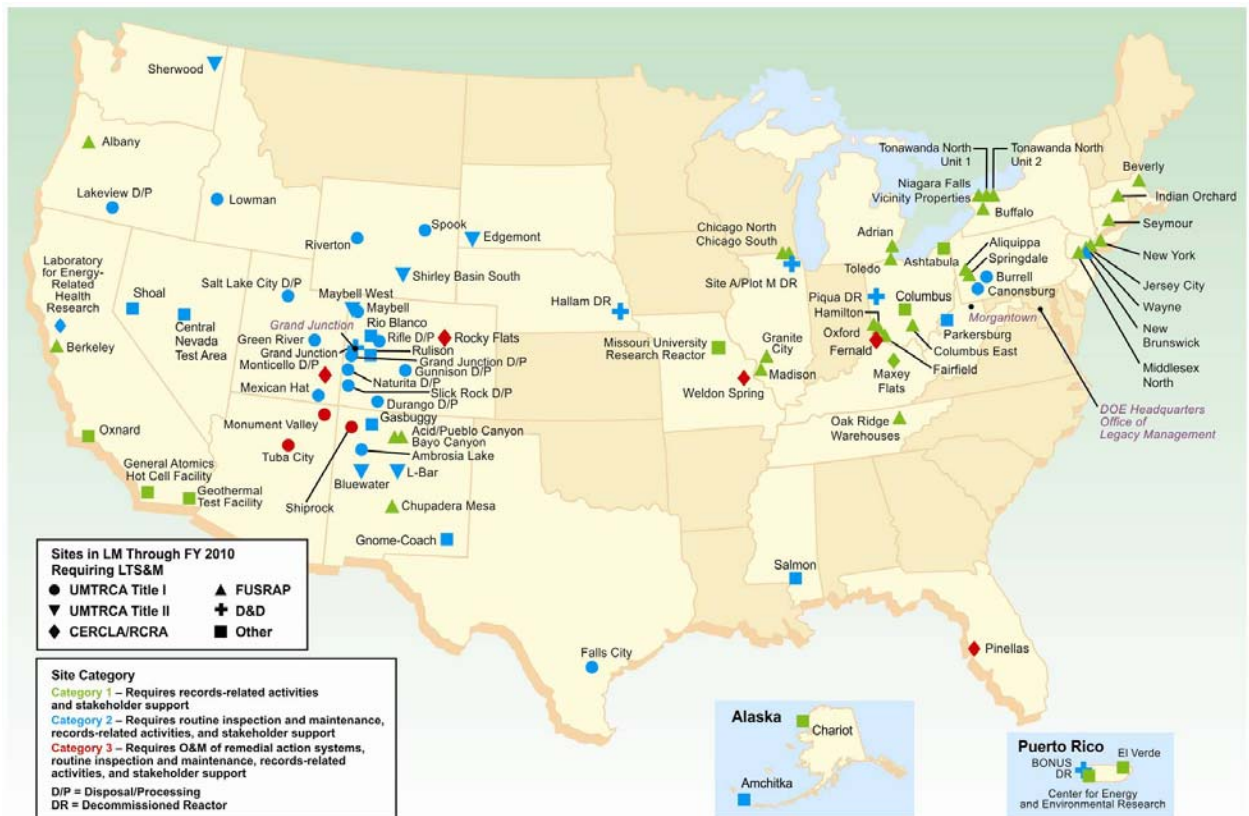 Sherwood
Albany
Lakeview D/P
Lowman
Riverton
Spook
Edgemont
Shirley Basin South
Laboratory
for Energy-
Related
Health
Research
Shoal
Central
Nevada
Test Area
Berkeley
Salt Lake City D/P
Maybell West
Maybell
Grand Junction
Rio Blanco
Green River
Rifle D/P
Rocky Flats
Grand Junction
Rulison
Monticello D/P
Grand Junction D/P
Gunnison D/P
Naturita D/P
Mexican Hat
Slick Rock D/P
Durango D/P
Monument Valley
Gasbuggy
Acid/Pueblo Canyon
Bayo Canyon
Tuba City
Ambrosia Lake
Shiprock
Bluewater
L-Bar
Chupadera Mesa
Gnome-Coach
Oxnard
General Atomics
Hot Cell Facility
Geothermal
Test Facility
Hallam DR
Chicago North
Chicago South
Site A/Plot M DR
Missouri University
Research Reactor
Granite
City
Madison
Weldon Spring
Adrian
Toledo
Ashtabula
Piqua DR
Hamilton
Oxford
Fernald
Columbus
Parkersburg
Columbus East
Fairfield
Maxey
Flats
Oak Ridge
Warehouses
Tonawanda North
Unit 1
Tonawanda North
Unit 2
Niagara Falls
Vicinity Properties
Buffalo
Aliquippa
Springdale
Burrell
Canonsburg
Morgantown
Beverly
Indian Orchard
Seymour
New York
Jersey City
Wayne
New
Brunswick
Middlesex
North
DOE Headquarters
Office of
Legacy Management
Salmon
Falls City
Pinellas
Sites in LM Through FY 2010
Requiring LTS&M
UMTRCA Title I
FUSRAP
UMTRCA Title II
D&D
CERCLA/RCRA
Other
Site Category
Category 1 – Requires records-related activities
and stakeholder support
Category 2 – Requires routine inspection and maintenance,
records-related activities, and stakeholder support
Category 3 – Requires O&M of remedial action systems,
routine inspection and maintenance, records-related
activities, and stakeholder support
D/P = Disposal/Processing
DR = Decommissioned Reactor
Alaska
Chariot
Amchitka
Puerto Rico
El Verde
BONUS
DR
Center for Energy
and Environmental Research